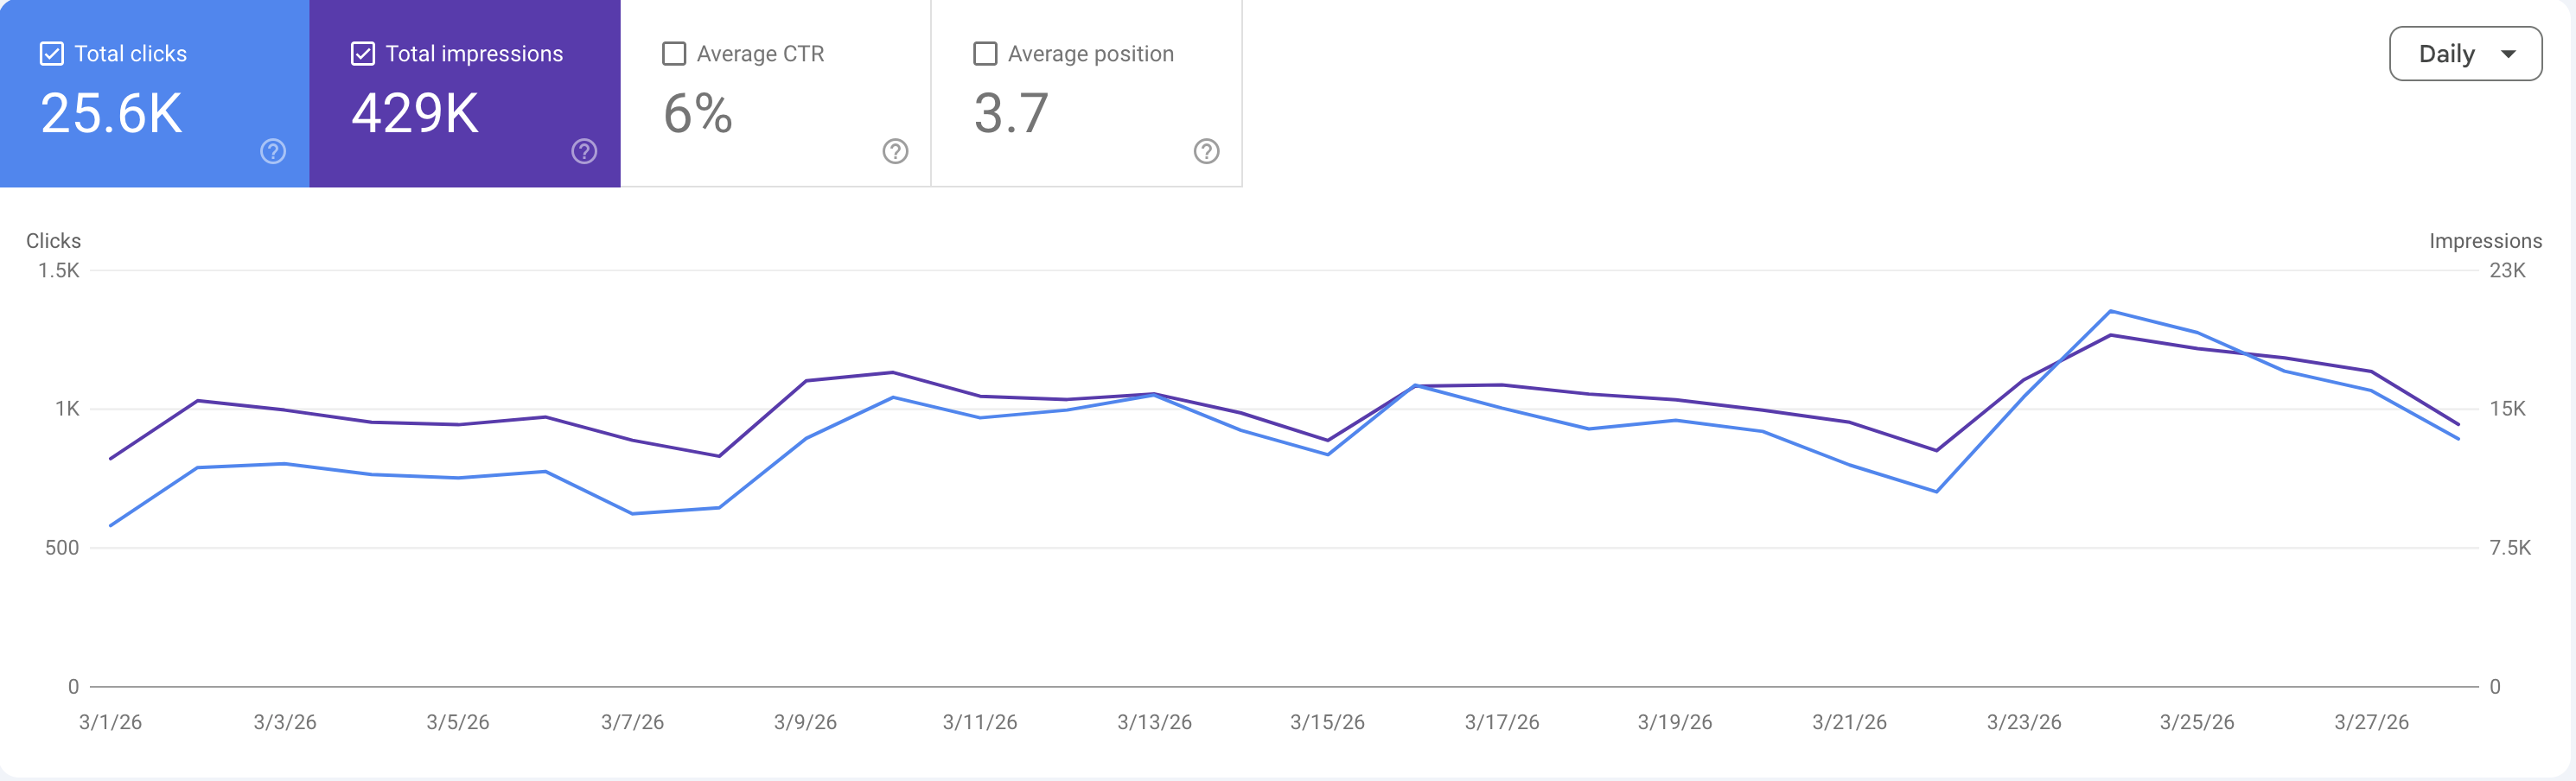 Total clicks
25.6K
Total impressions
429K
Average CTR
6%
Average position
3.7
Daily
Clicks
Impressions
1.5K
23K
1K
15K
500
7.5K
0
0
3/1/26 3/3/26 3/5/26 3/7/26 3/9/26 3/11/26 3/13/26 3/15/26 3/17/26 3/19/26 3/21/26 3/23/26 3/25/26 3/27/26